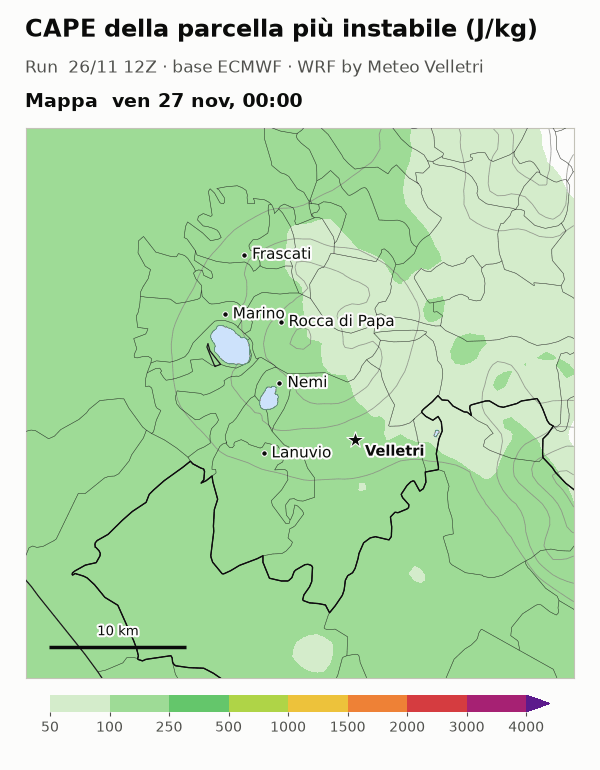 CAPE della parcella più instabile (J/kg)
Run  26/11 12Z · base ECMWF · WRF by Meteo Velletri
Mappa  ven 27 nov, 00:00
Frascati
Marino
Rocca di Papa
Nemi
Velletri
Lanuvio
10 km
50 100 250 500 1000 1500 2000 3000 4000